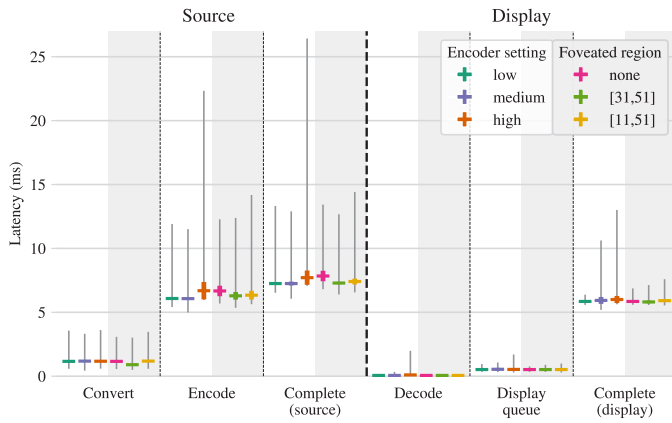 Source
Display
Encoder setting
low
medium
high
Foveated region
none
[31,51]
[11,51]
Latency (ms)
25
20
15
10
5
0
Convert
Encode
Complete
(source)
Decode
Display
queue
Complete
(display)